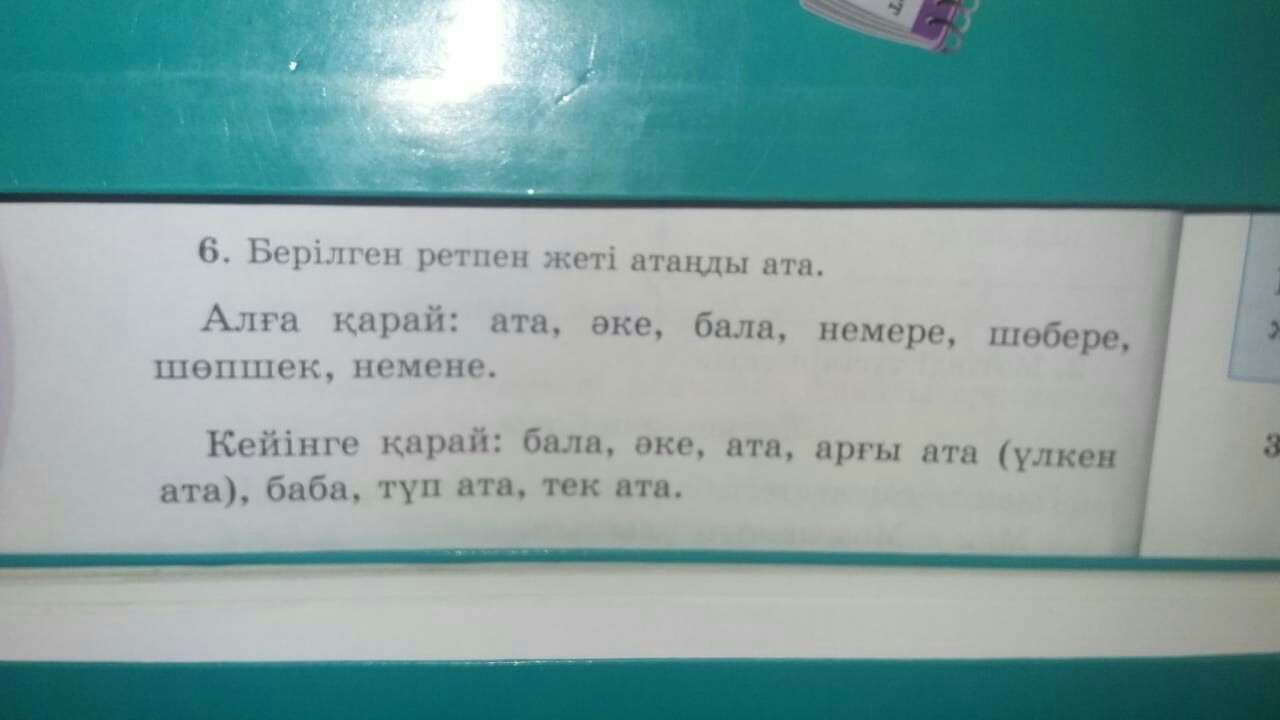 6. Берілген ретпен жеті атаңды ата.
Алға қарай: ата, әке, бала, немере, шөбере,
шөпшек, немене.
Кейінге қарай: бала, әке, ата, арғы ата (үлкен
ата), баба, түп ата, тек ата.
3